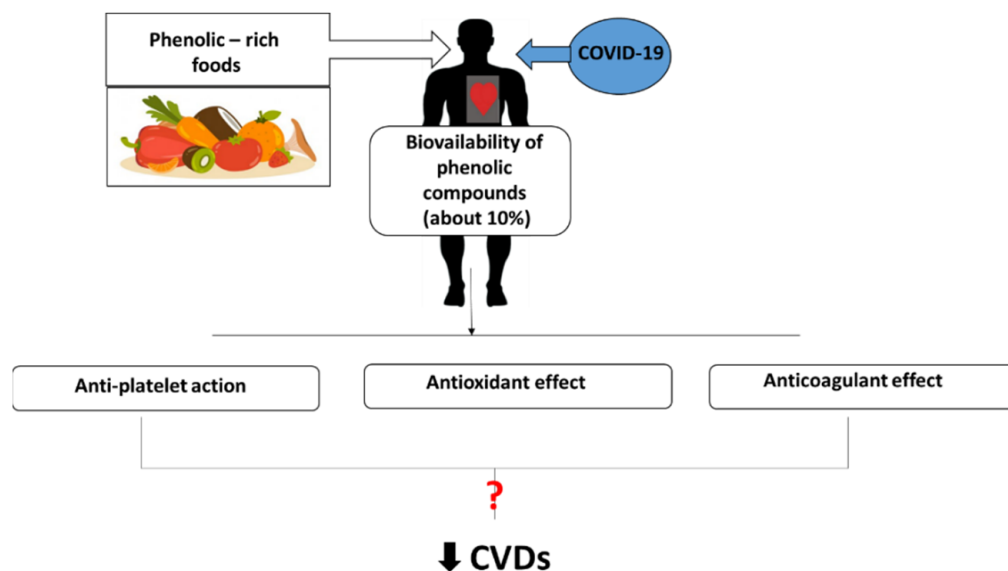 Phenolic – rich
foods
COVID-19
Biovailability of
phenolic
compounds
(about 10%)
Anti-platelet action
Antioxidant effect
Anticoagulant effect
?
CVDs